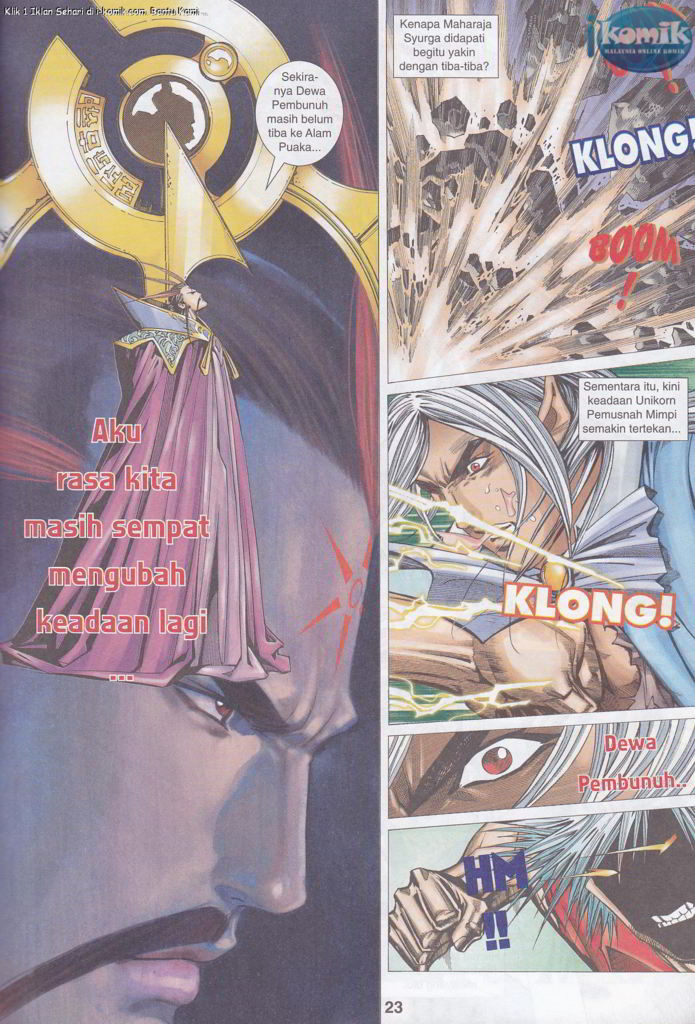 Klik 1 Iklan Sehari di ikomik.com. Bantu Kami ...
Sekira-
nya Dewa
Pembunuh
masih belum
tiba ke Alam
Puaka...
Aku
rasa kita
masih sempat
mengubah
keadaan lagi
...
Kenapa Maharaja
Syurga didapati
begitu yakin
dengan tiba-tiba?
ikomik
MALAYSIA ONLINE KOMIK
KLONG!
BOOM
!
Sementara itu, kini
keadaan Unikorn
Pemusnah Mimpi
semakin tertekan...
KLONG!
Dewa
Pembunuh..
HM
!!
23